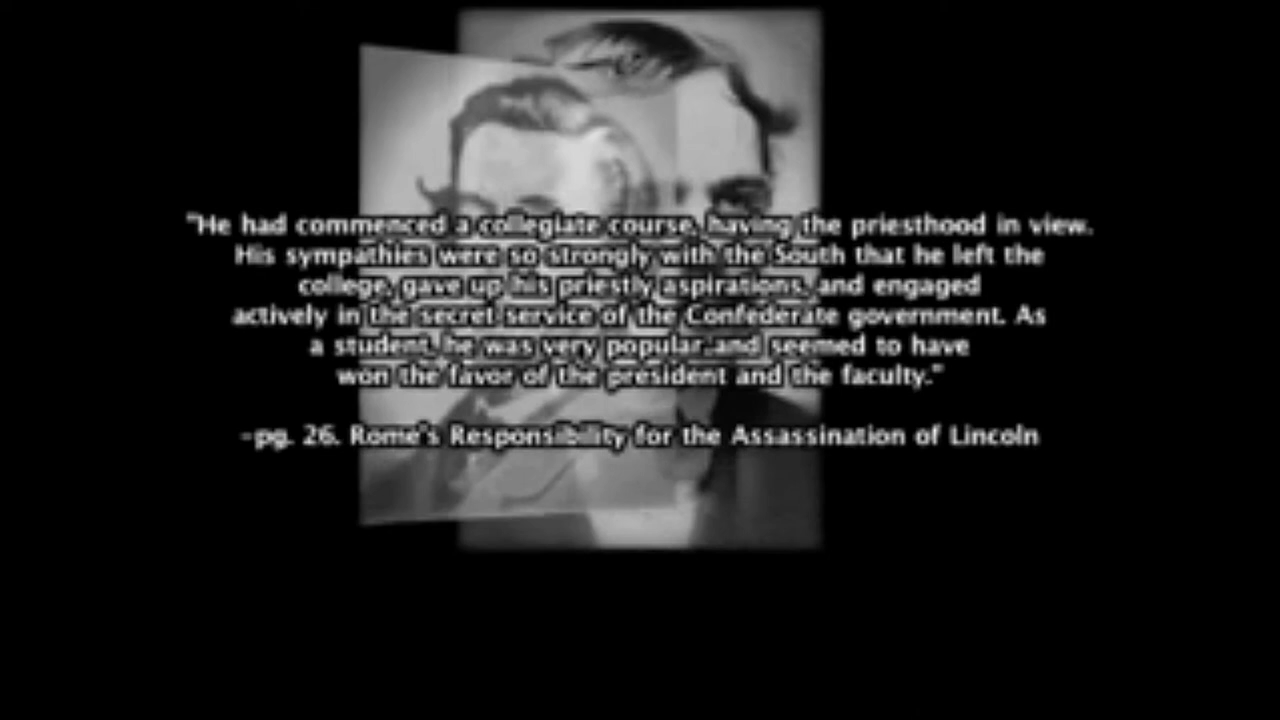 "He had commenced a collegiate course, having the priesthood in view.
His sympathies were so strongly with the South that he left the
college, gave up his priestly aspirations, and engaged
actively in the secret service of the Confederate government. As
a student, he was very popular and seemed to have
won the favor of the president and the faculty."
-pg. 26. Rome's Responsibility for the Assassination of Lincoln